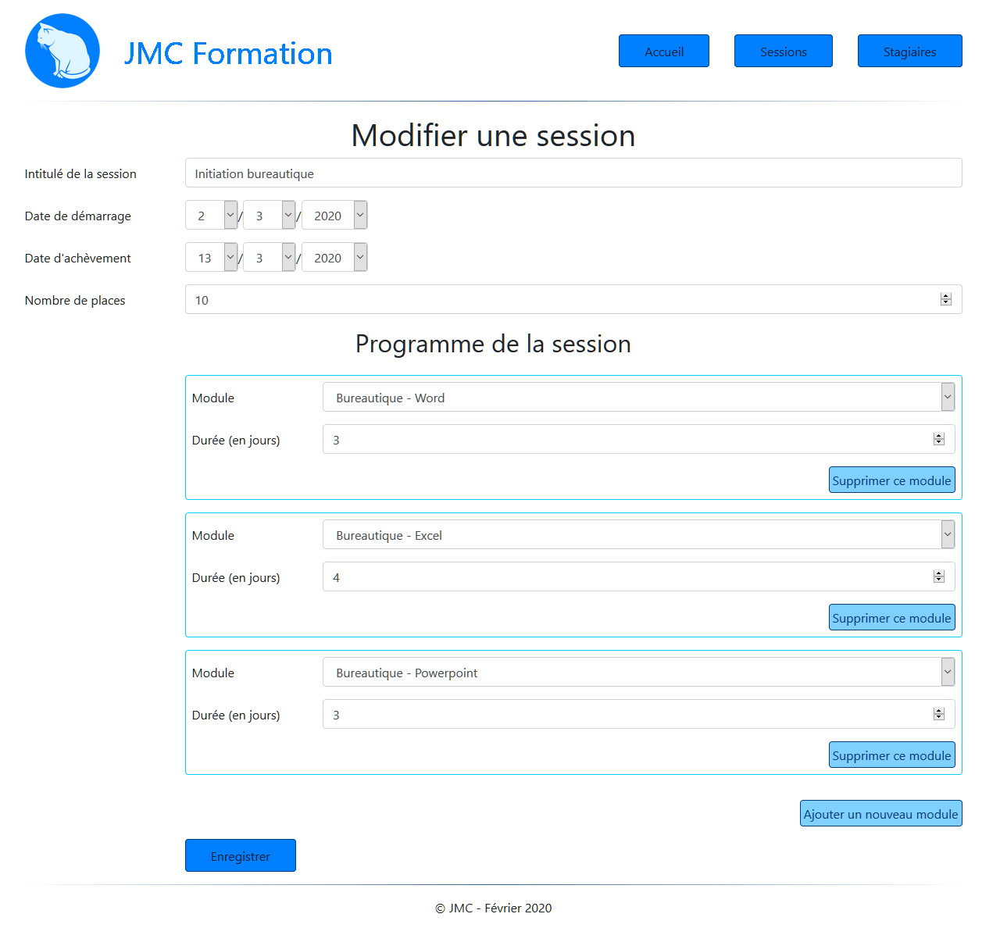 JMC Formation
Accueil
Sessions
Stagiaires
Modifier une session
Intitulé de la session
Initiation bureautique
Date de démarrage
2 / 3 / 2020
Date d'achèvement
13 / 3 / 2020
Nombre de places
10
Programme de la session
Module
Bureautique - Word
Durée (en jours)
3
Supprimer ce module
Module
Bureautique - Excel
Durée (en jours)
4
Supprimer ce module
Module
Bureautique - Powerpoint
Durée (en jours)
3
Supprimer ce module
Ajouter un nouveau module
Enregistrer
© JMC - Février 2020